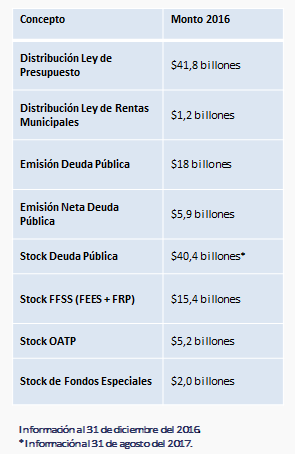 Concepto Monto 2016
Distribución Ley de
Presupuesto $41,8 billones
Distribución Ley de Rentas
Municipales $1,2 billones
Emisión Deuda Pública $18 billones
Emisión Neta Deuda
Pública $5,9 billones
Stock Deuda Pública $40,4 billones*
Stock FFSS (FEES + FRP) $15,4 billones
Stock OATP $5,2 billones
Stock de Fondos Especiales $2,0 billones
Información al 31 de diciembre del 2016.
*Información al 31 de agosto del 2017.